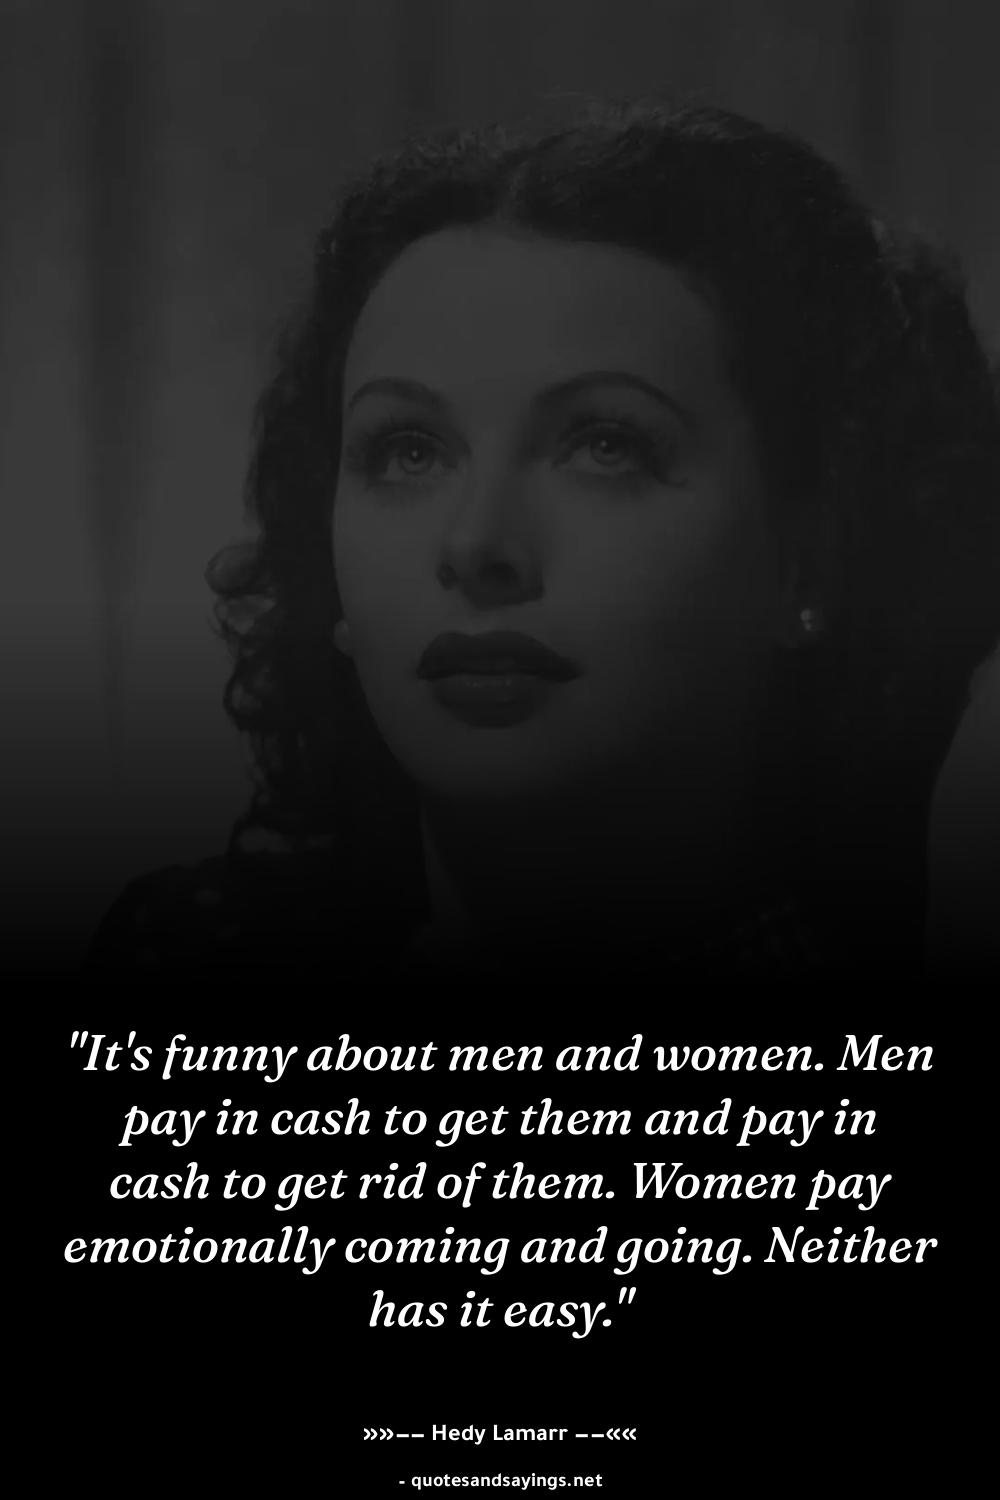 "It's funny about men and women. Men
pay in cash to get them and pay in
cash to get rid of them. Women pay
emotionally coming and going. Neither
has it easy."
»»–– Hedy Lamarr ––««
- quotesandsayings.net